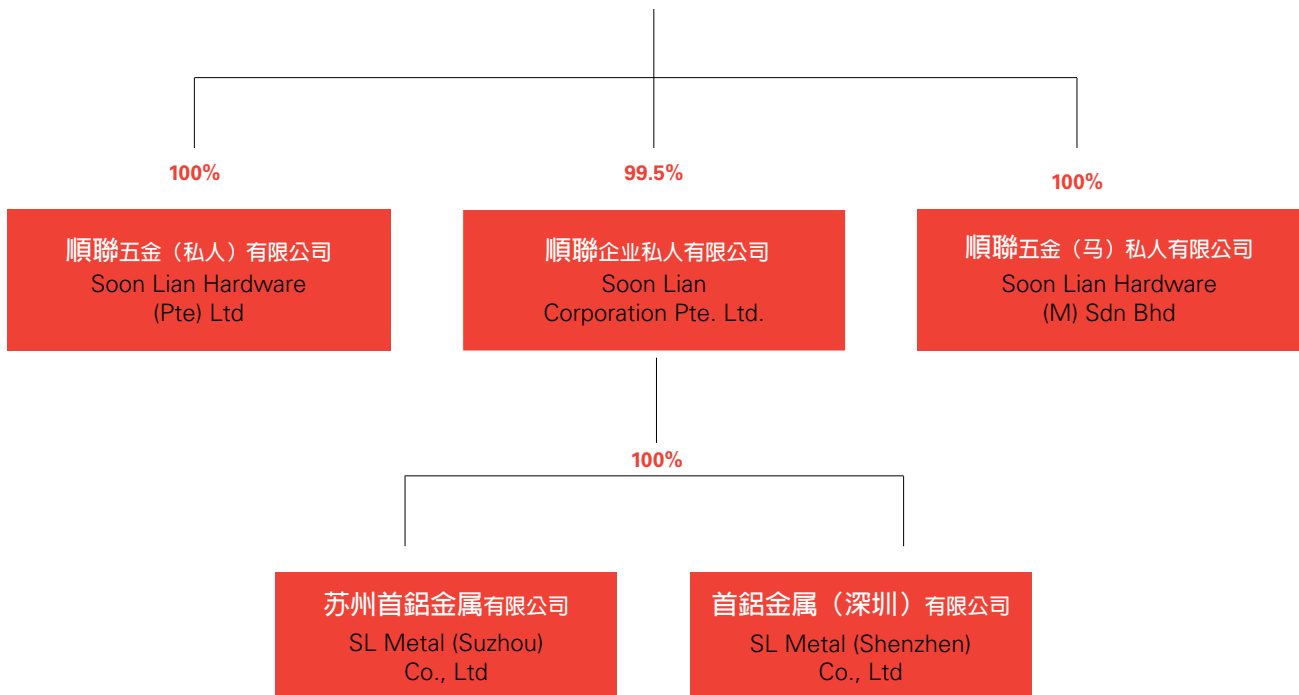 100%
99.5%
100%
順聯五金（私人）有限公司
Soon Lian Hardware
(Pte) Ltd
順聯企业私人有限公司
Soon Lian
Corporation Pte. Ltd.
順聯五金（马）私人有限公司
Soon Lian Hardware
(M) Sdn Bhd
100%
苏州首鋁金属有限公司
SL Metal (Suzhou)
Co., Ltd
首鋁金属（深圳）有限公司
SL Metal (Shenzhen)
Co., Ltd